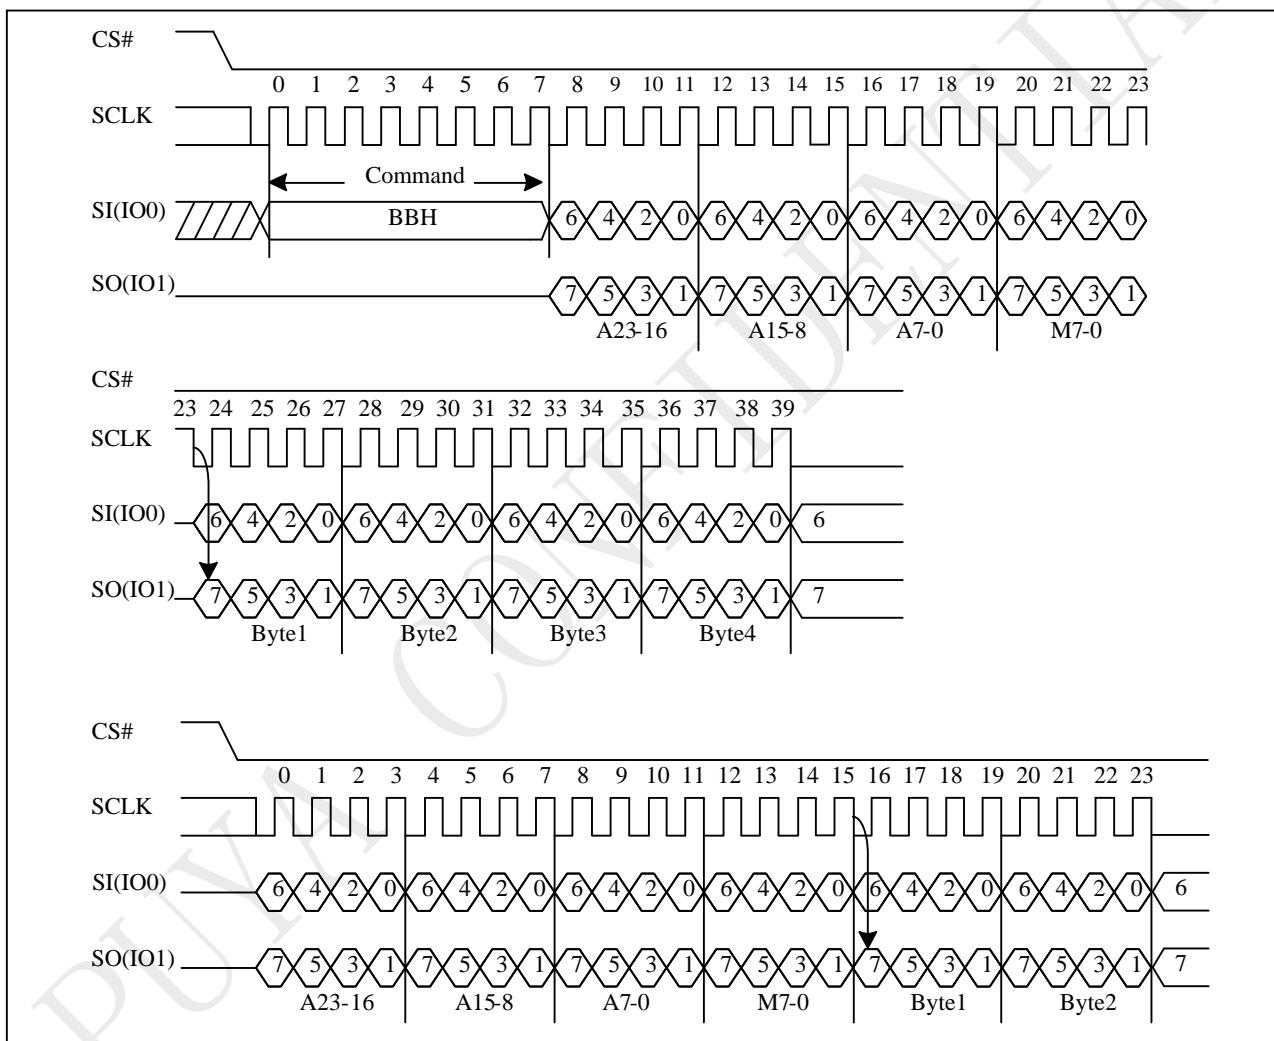 CS#
0 1 2 3 4 5 6 7 8 9 10 11 12 13 14 15 16 17 18 19 20 21 22 23
SCLK
Command
SI(IO0) BBH 6 4 2 0 6 4 2 0 6 4 2 0 6 4 2 0
SO(IO1) 7 5 3 1 7 5 3 1 7 5 3 1 7 5 3 1
A23-16 A15-8 A7-0 M7-0
CS#
23 24 25 26 27 28 29 30 31 32 33 34 35 36 37 38 39
SCLK
SI(IO0) 6 4 2 0 6 4 2 0 6 4 2 0 6 4 2 0 6
SO(IO1) 7 5 3 1 7 5 3 1 7 5 3 1 7 5 3 1 7
Byte1 Byte2 Byte3 Byte4
CS#
0 1 2 3 4 5 6 7 8 9 10 11 12 13 14 15 16 17 18 19 20 21 22 23
SCLK
SI(IO0) 6 4 2 0 6 4 2 0 6 4 2 0 6 4 2 0 6 4 2 0 6 4 2 0 6
SO(IO1) 7 5 3 1 7 5 3 1 7 5 3 1 7 5 3 1 7 5 3 1 7 5 3 1 7
A23-16 A15-8 A7-0 M7-0 Byte1 Byte2
PUYA CONFIDENTIA